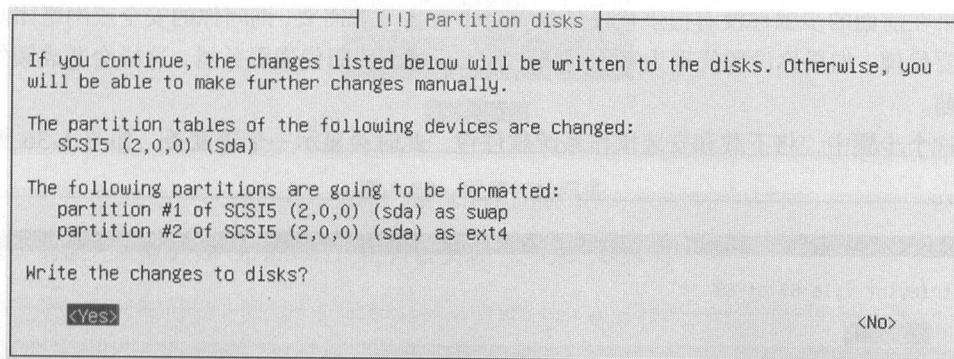 [!!] Partition disks
If you continue, the changes listed below will be written to the disks. Otherwise, you
will be able to make further changes manually.
The partition tables of the following devices are changed:
SCSI5 (2,0,0) (sda)
The following partitions are going to be formatted:
partition #1 of SCSI5 (2,0,0) (sda) as swap
partition #2 of SCSI5 (2,0,0) (sda) as ext4
Write the changes to disks?
<Yes> <No>